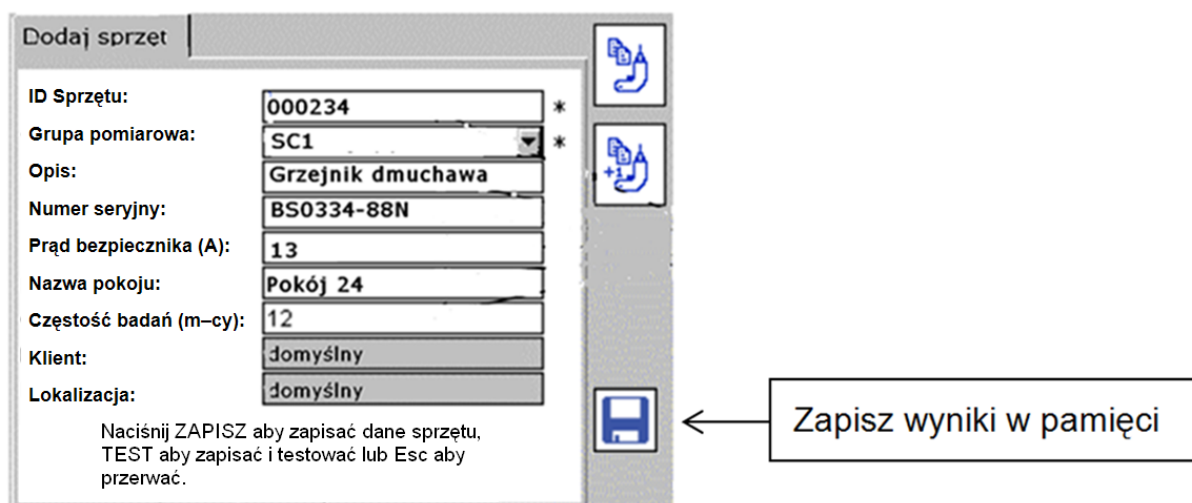 Dodaj sprzęt
ID Sprzętu: 000234 *
Grupa pomiarowa: SC1 *
Opis: Grzejnik dmuchawa
Numer seryjny: BS0334-88N
Prąd bezpiecznika (A): 13
Nazwa pokoju: Pokój 24
Częstość badań (m–cy): 12
Klient: domyślny
Lokalizacja: domyślny
Naciśnij ZAPISZ aby zapisać dane sprzętu,
TEST aby zapisać i testować lub Esc aby
przerwać.
+1
Zapisz wyniki w pamięci